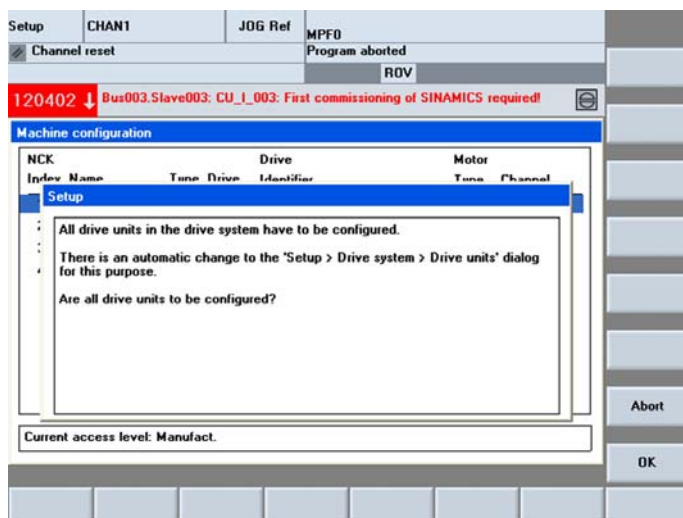 Setup CHAN1 JOG Ref MPF0
Channel reset Program aborted
ROV
120402 Bus003.Slave003: CU_I_003: First commissioning of SINAMICS required!
Machine configuration
NCK Drive Motor
Index Name Type Drive Identifier Type Channel
Setup
All drive units in the drive system have to be configured.
There is an automatic change to the 'Setup > Drive system > Drive units' dialog
for this purpose.
Are all drive units to be configured?
Abort
Current access level: Manufact.
OK